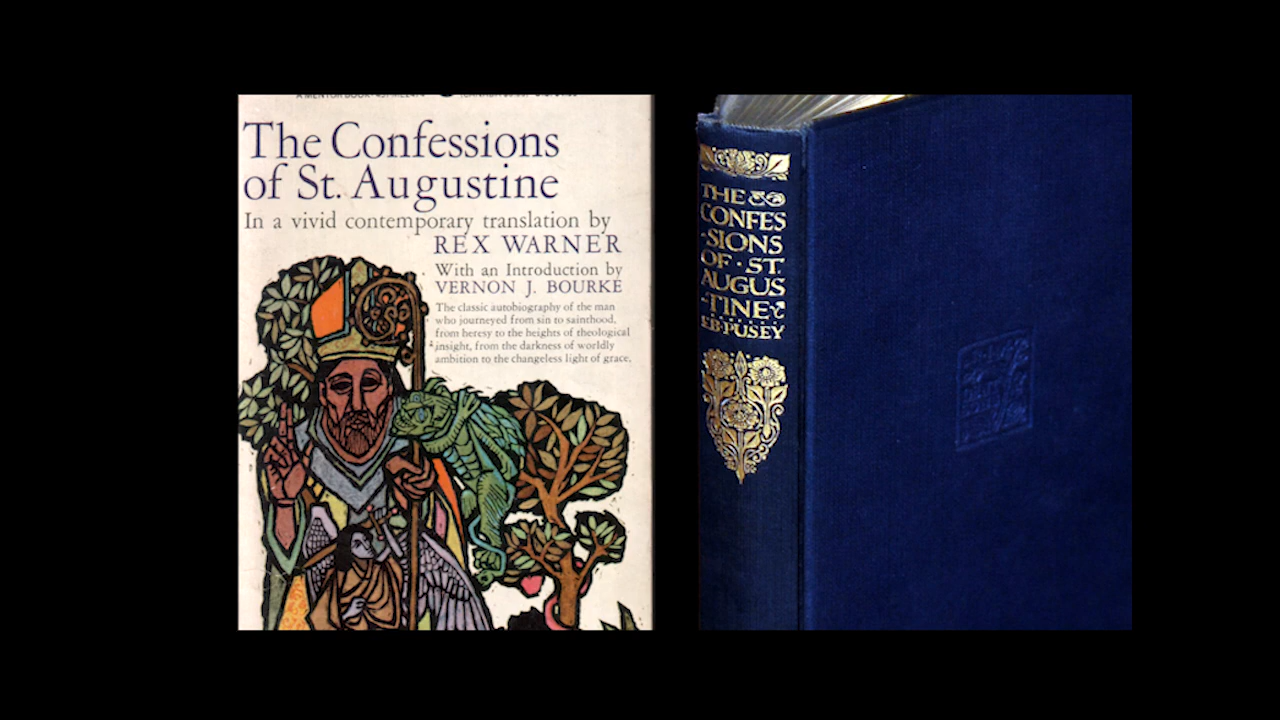 The Confessions
of St. Augustine
In a vivid contemporary translation by
REX WARNER
With an Introduction by
VERNON J. BOURKE
The classic autobiography of the man
who journeyed from sin to sainthood,
from heresy to the heights of theological
insight, from the darkness of worldly
ambition to the changeless light of grace.
THE
CONFES
-SIONS
OF · ST.
AUGUS
-TINE
E·B·PUSEY